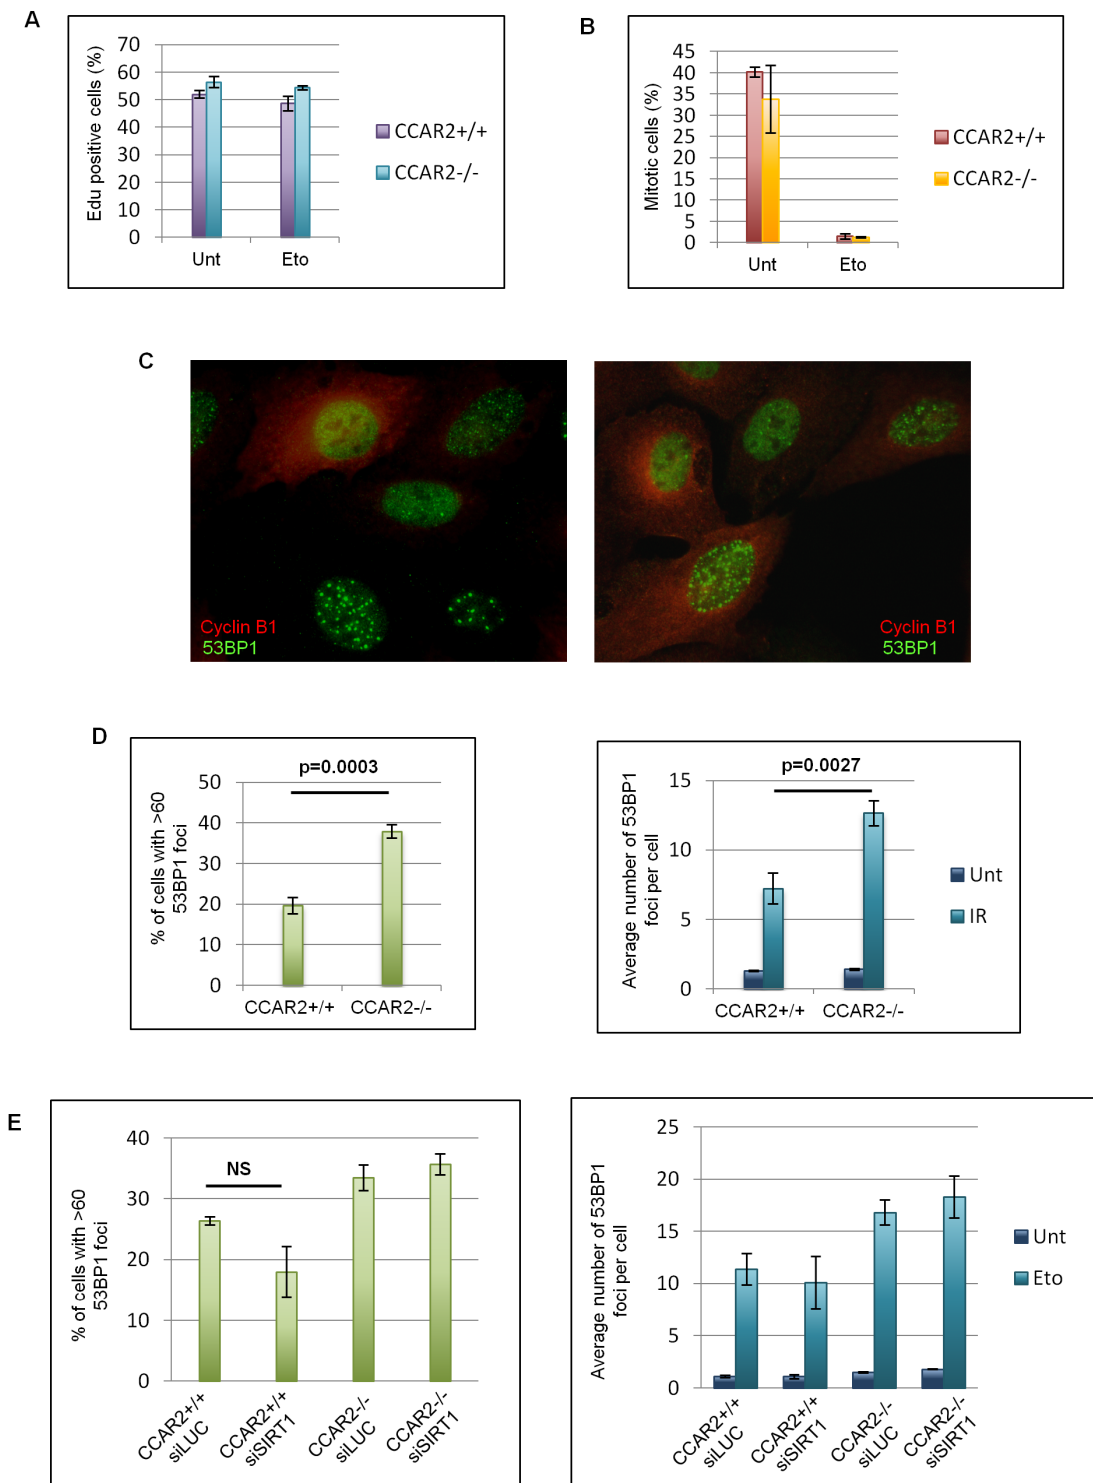 A
70
60
50
40
30
20
10
0
Edu positive cells (%)
Unt
Eto
CCAR2+/+
CCAR2-/-
B
45
40
35
30
25
20
15
10
5
0
Mitotic cells (%)
Unt
Eto
CCAR2+/+
CCAR2-/-
C
Cyclin B1
53BP1
Cyclin B1
53BP1
D
p=0.0003
50
40
30
20
10
0
% of cells with >60
53BP1 foci
CCAR2+/+
CCAR2-/-
p=0.0027
15
10
5
0
Average number of 53BP1
foci per cell
CCAR2+/+
CCAR2-/-
Unt
IR
E
40
30
20
10
0
% of cells with >60
53BP1 foci
NS
CCAR2+/+
siLUC
CCAR2+/+
siSIRT1
CCAR2-/-
siLUC
CCAR2-/-
siSIRT1
25
20
15
10
5
0
Average number of 53BP1
foci per cell
CCAR2+/+
siLUC
CCAR2+/+
siSIRT1
CCAR2-/-
siLUC
CCAR2-/-
siSIRT1
Unt
Eto